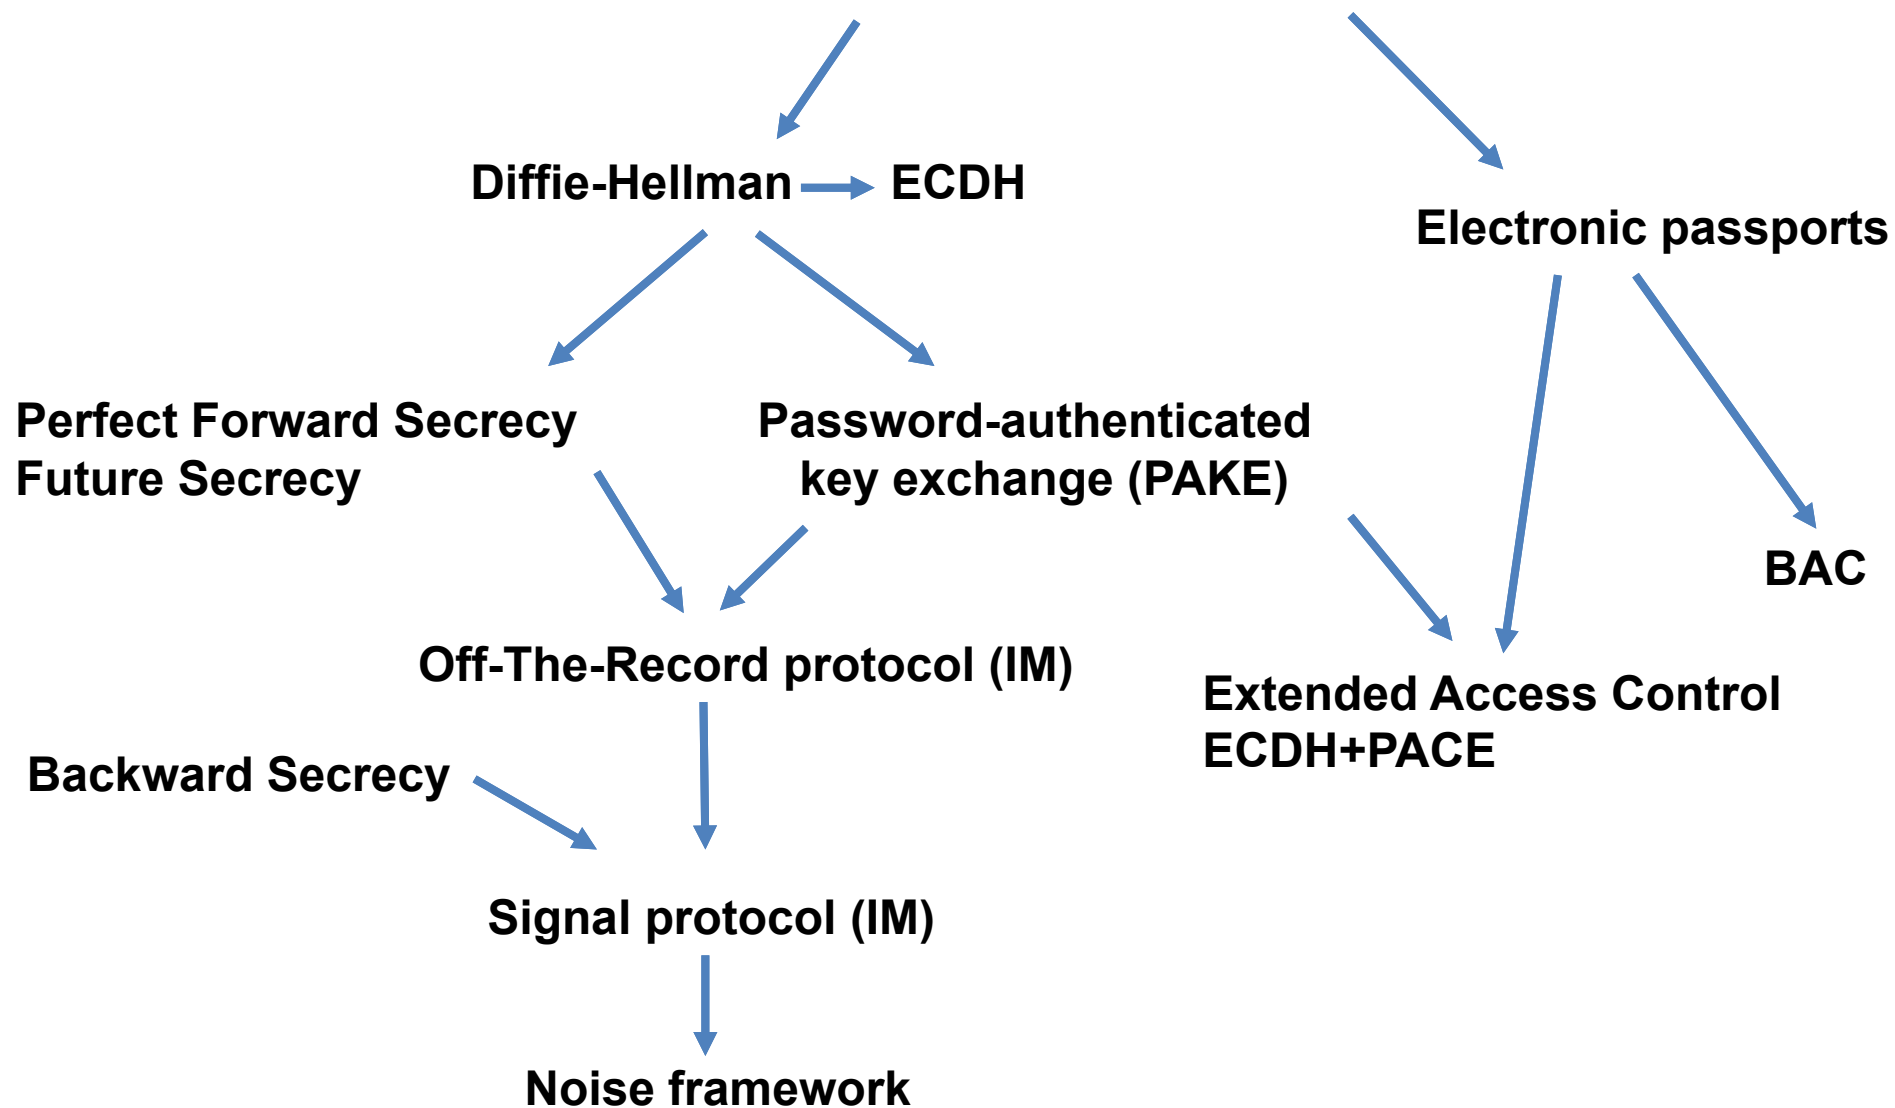 Diffie-Hellman
ECDH
Electronic passports
Perfect Forward Secrecy
Future Secrecy
Password-authenticated
key exchange (PAKE)
BAC
Off-The-Record protocol (IM)
Extended Access Control
ECDH+PACE
Backward Secrecy
Signal protocol (IM)
Noise framework